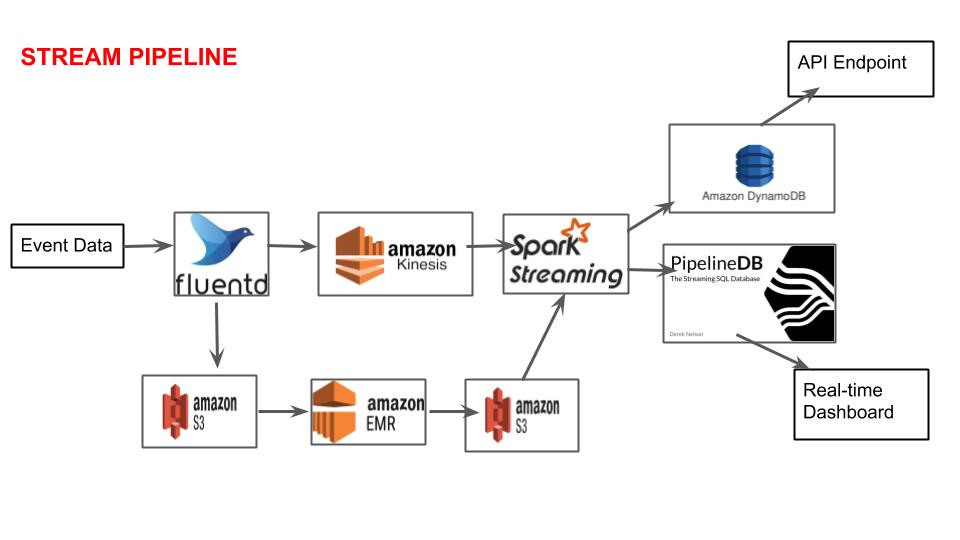 STREAM PIPELINE
API Endpoint
Amazon DynamoDB
Event Data
fluentd
amazon
Kinesis
Spark
Streaming
PipelineDB
The Streaming SQL Database
Derek Nelson
amazon
S3
amazon
EMR
amazon
S3
Real-time
Dashboard